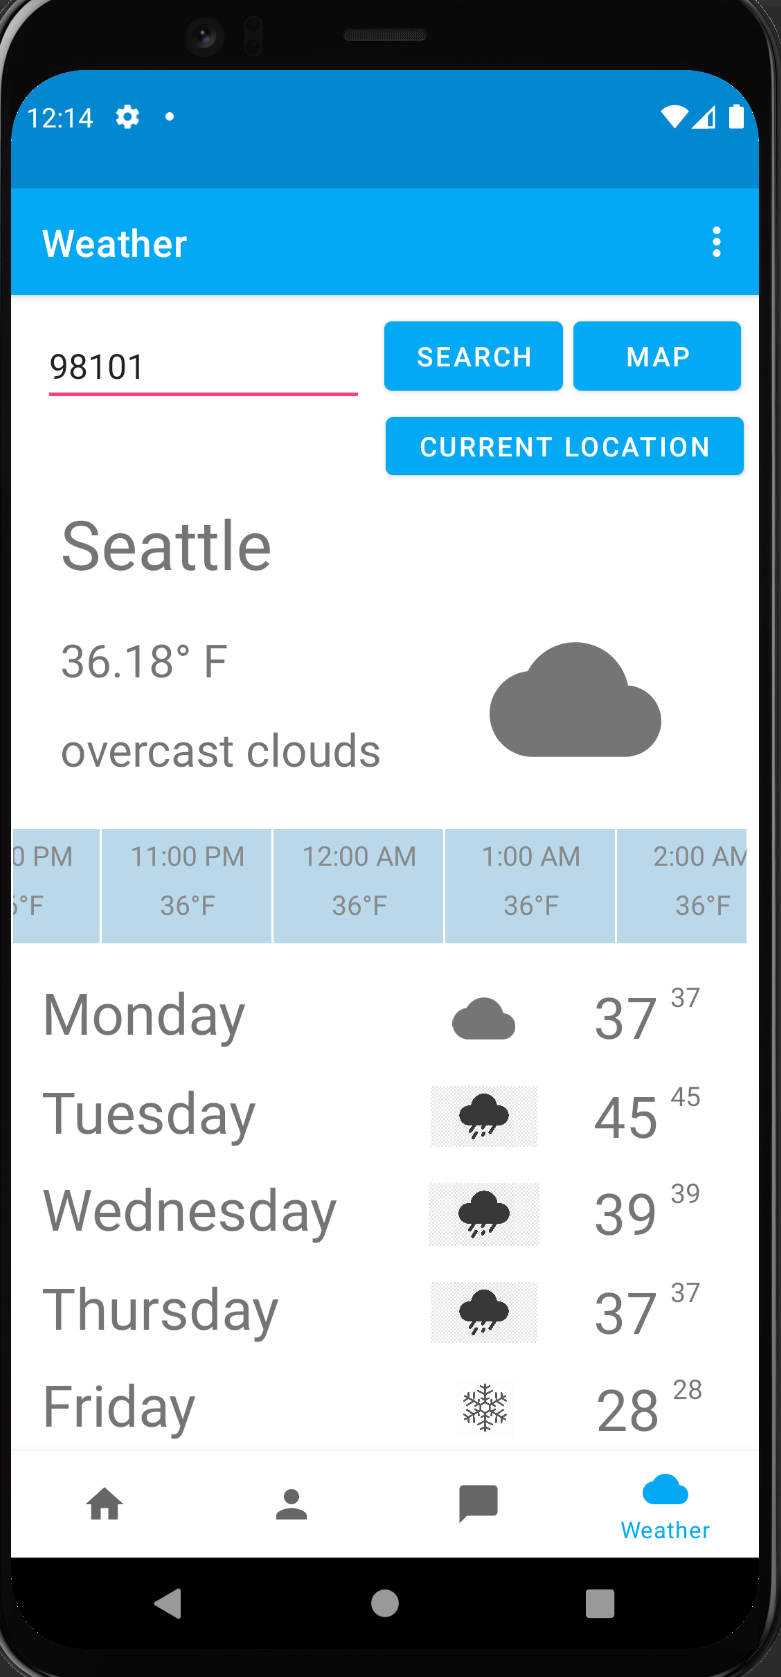 12:14
Weather
98101 SEARCH MAP
CURRENT LOCATION
Seattle
36.18° F
overcast clouds
0 PM 11:00 PM 12:00 AM 1:00 AM 2:00 AM
°F 36°F 36°F 36°F 36°F
Monday 37 37
Tuesday 45 45
Wednesday 39 39
Thursday 37 37
Friday 28 28
Weather